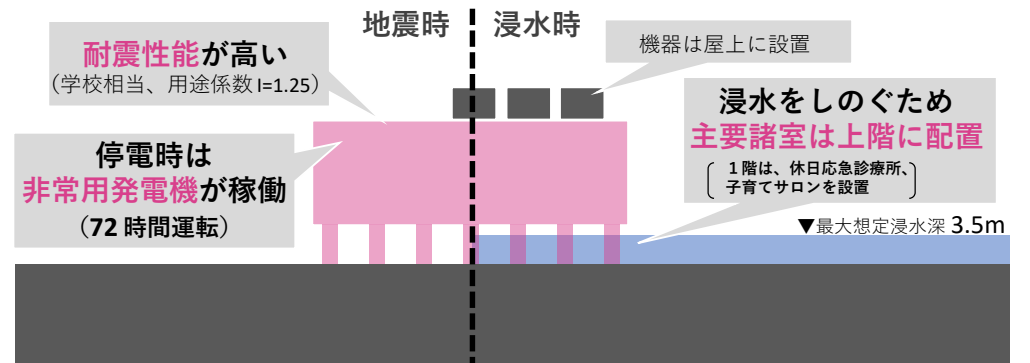 地震時
浸水時
耐震性能が高い
（学校相当、用途係数 I=1.25）
停電時は
非常用発電機が稼働
（72 時間運転）
機器は屋上に設置
浸水をしのぐため
主要諸室は上階に配置
１階は、休日応急診療所、
子育てサロンを設置
▼最大想定浸水深 3.5m